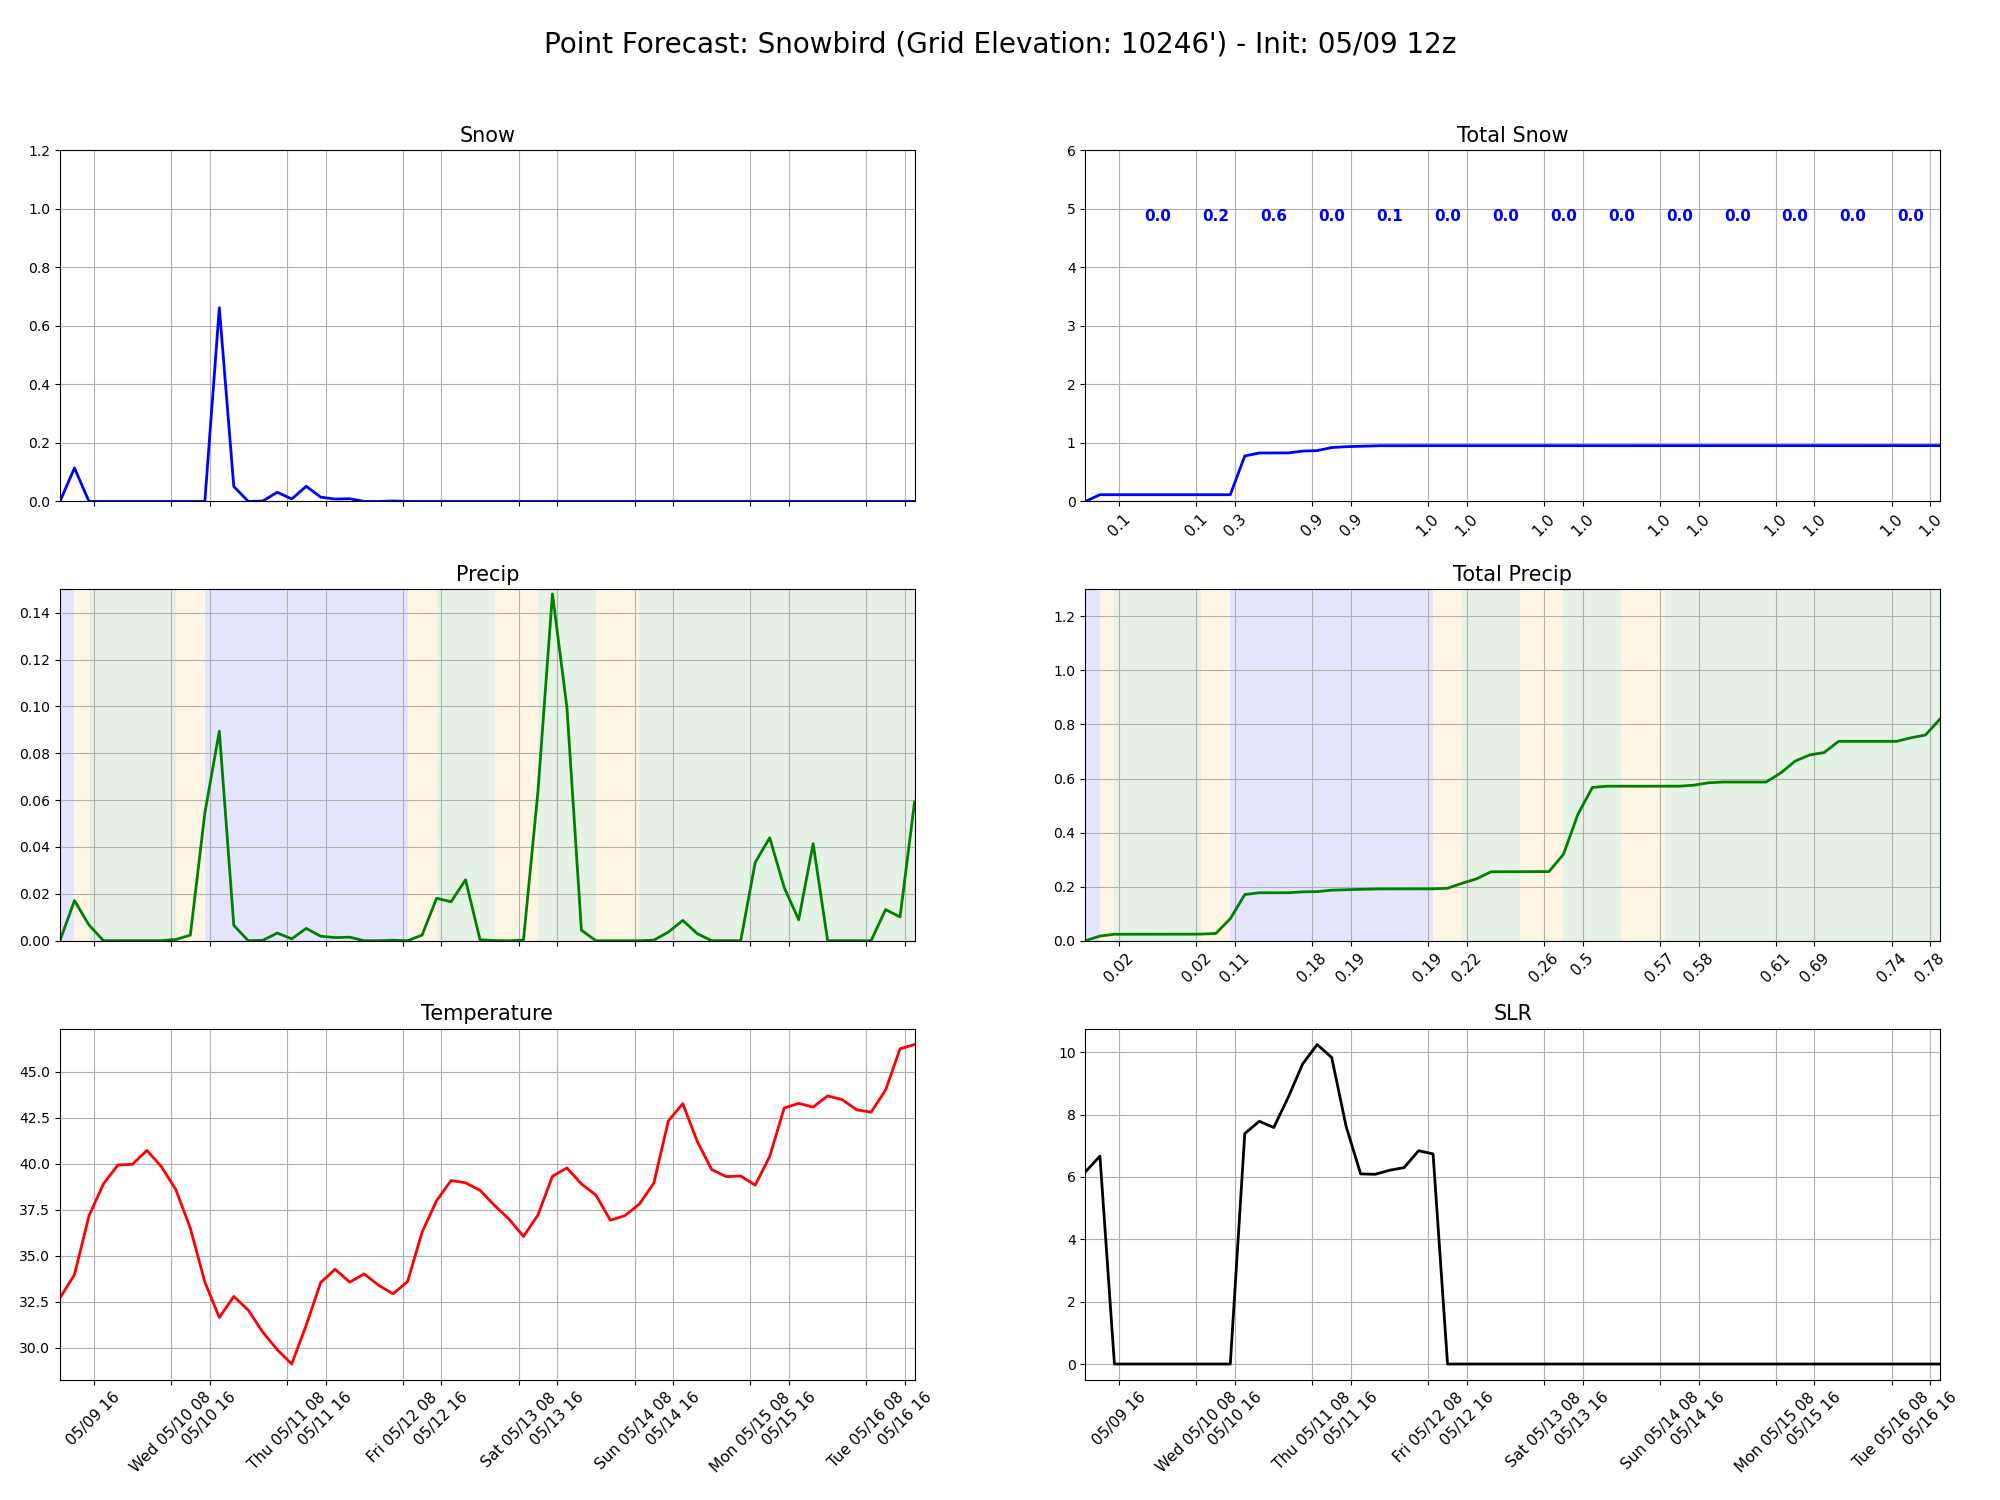 Point Forecast: Snowbird (Grid Elevation: 10246') - Init: 05/09 12z
Snow
1.2
1.0
0.8
0.6
0.4
0.2
0.0
Total Snow
6
5
4
3
2
1
0
0.0 0.2 0.6 0.0 0.1 0.0 0.0 0.0 0.0 0.0 0.0 0.0 0.0 0.0
0.1 0.1 0.3 0.9 0.9 1.0 1.0 1.0 1.0 1.0 1.0 1.0 1.0 1.0 1.0
Precip
0.14
0.12
0.10
0.08
0.06
0.04
0.02
0.00
Total Precip
1.2
1.0
0.8
0.6
0.4
0.2
0.0
0.02 0.02 0.11 0.18 0.19 0.19 0.22 0.26 0.5 0.57 0.58 0.61 0.69 0.74 0.78
Temperature
45.0
42.5
40.0
37.5
35.0
32.5
30.0
05/09 16
Wed 05/10 08
05/10 16
Thu 05/11 08
05/11 16
Fri 05/12 08
05/12 16
Sat 05/13 08
05/13 16
Sun 05/14 08
05/14 16
Mon 05/15 08
05/15 16
Tue 05/16 08
05/16 16
SLR
10
8
6
4
2
0
05/09 16
Wed 05/10 08
05/10 16
Thu 05/11 08
05/11 16
Fri 05/12 08
05/12 16
Sat 05/13 08
05/13 16
Sun 05/14 08
05/14 16
Mon 05/15 08
05/15 16
Tue 05/16 08
05/16 16